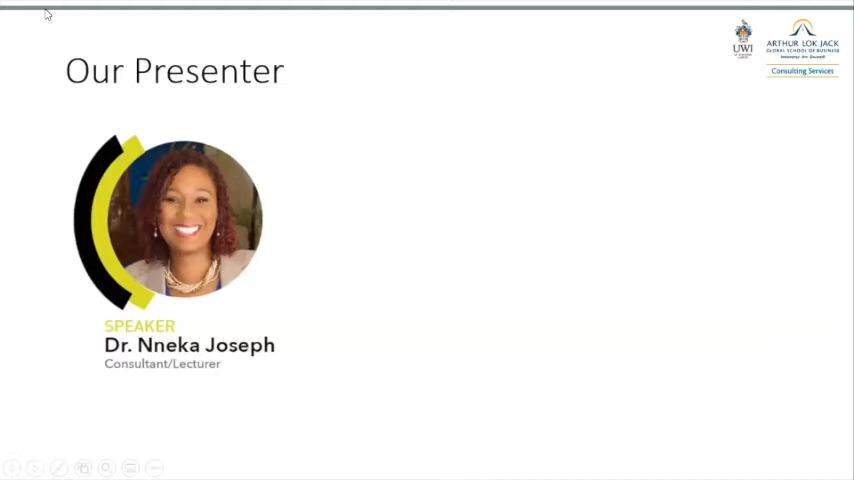 Our Presenter
UWI
ARTHUR LOK JACK
GLOBAL SCHOOL OF BUSINESS
Consulting Services
SPEAKER
Dr. Nneka Joseph
Consultant/Lecturer